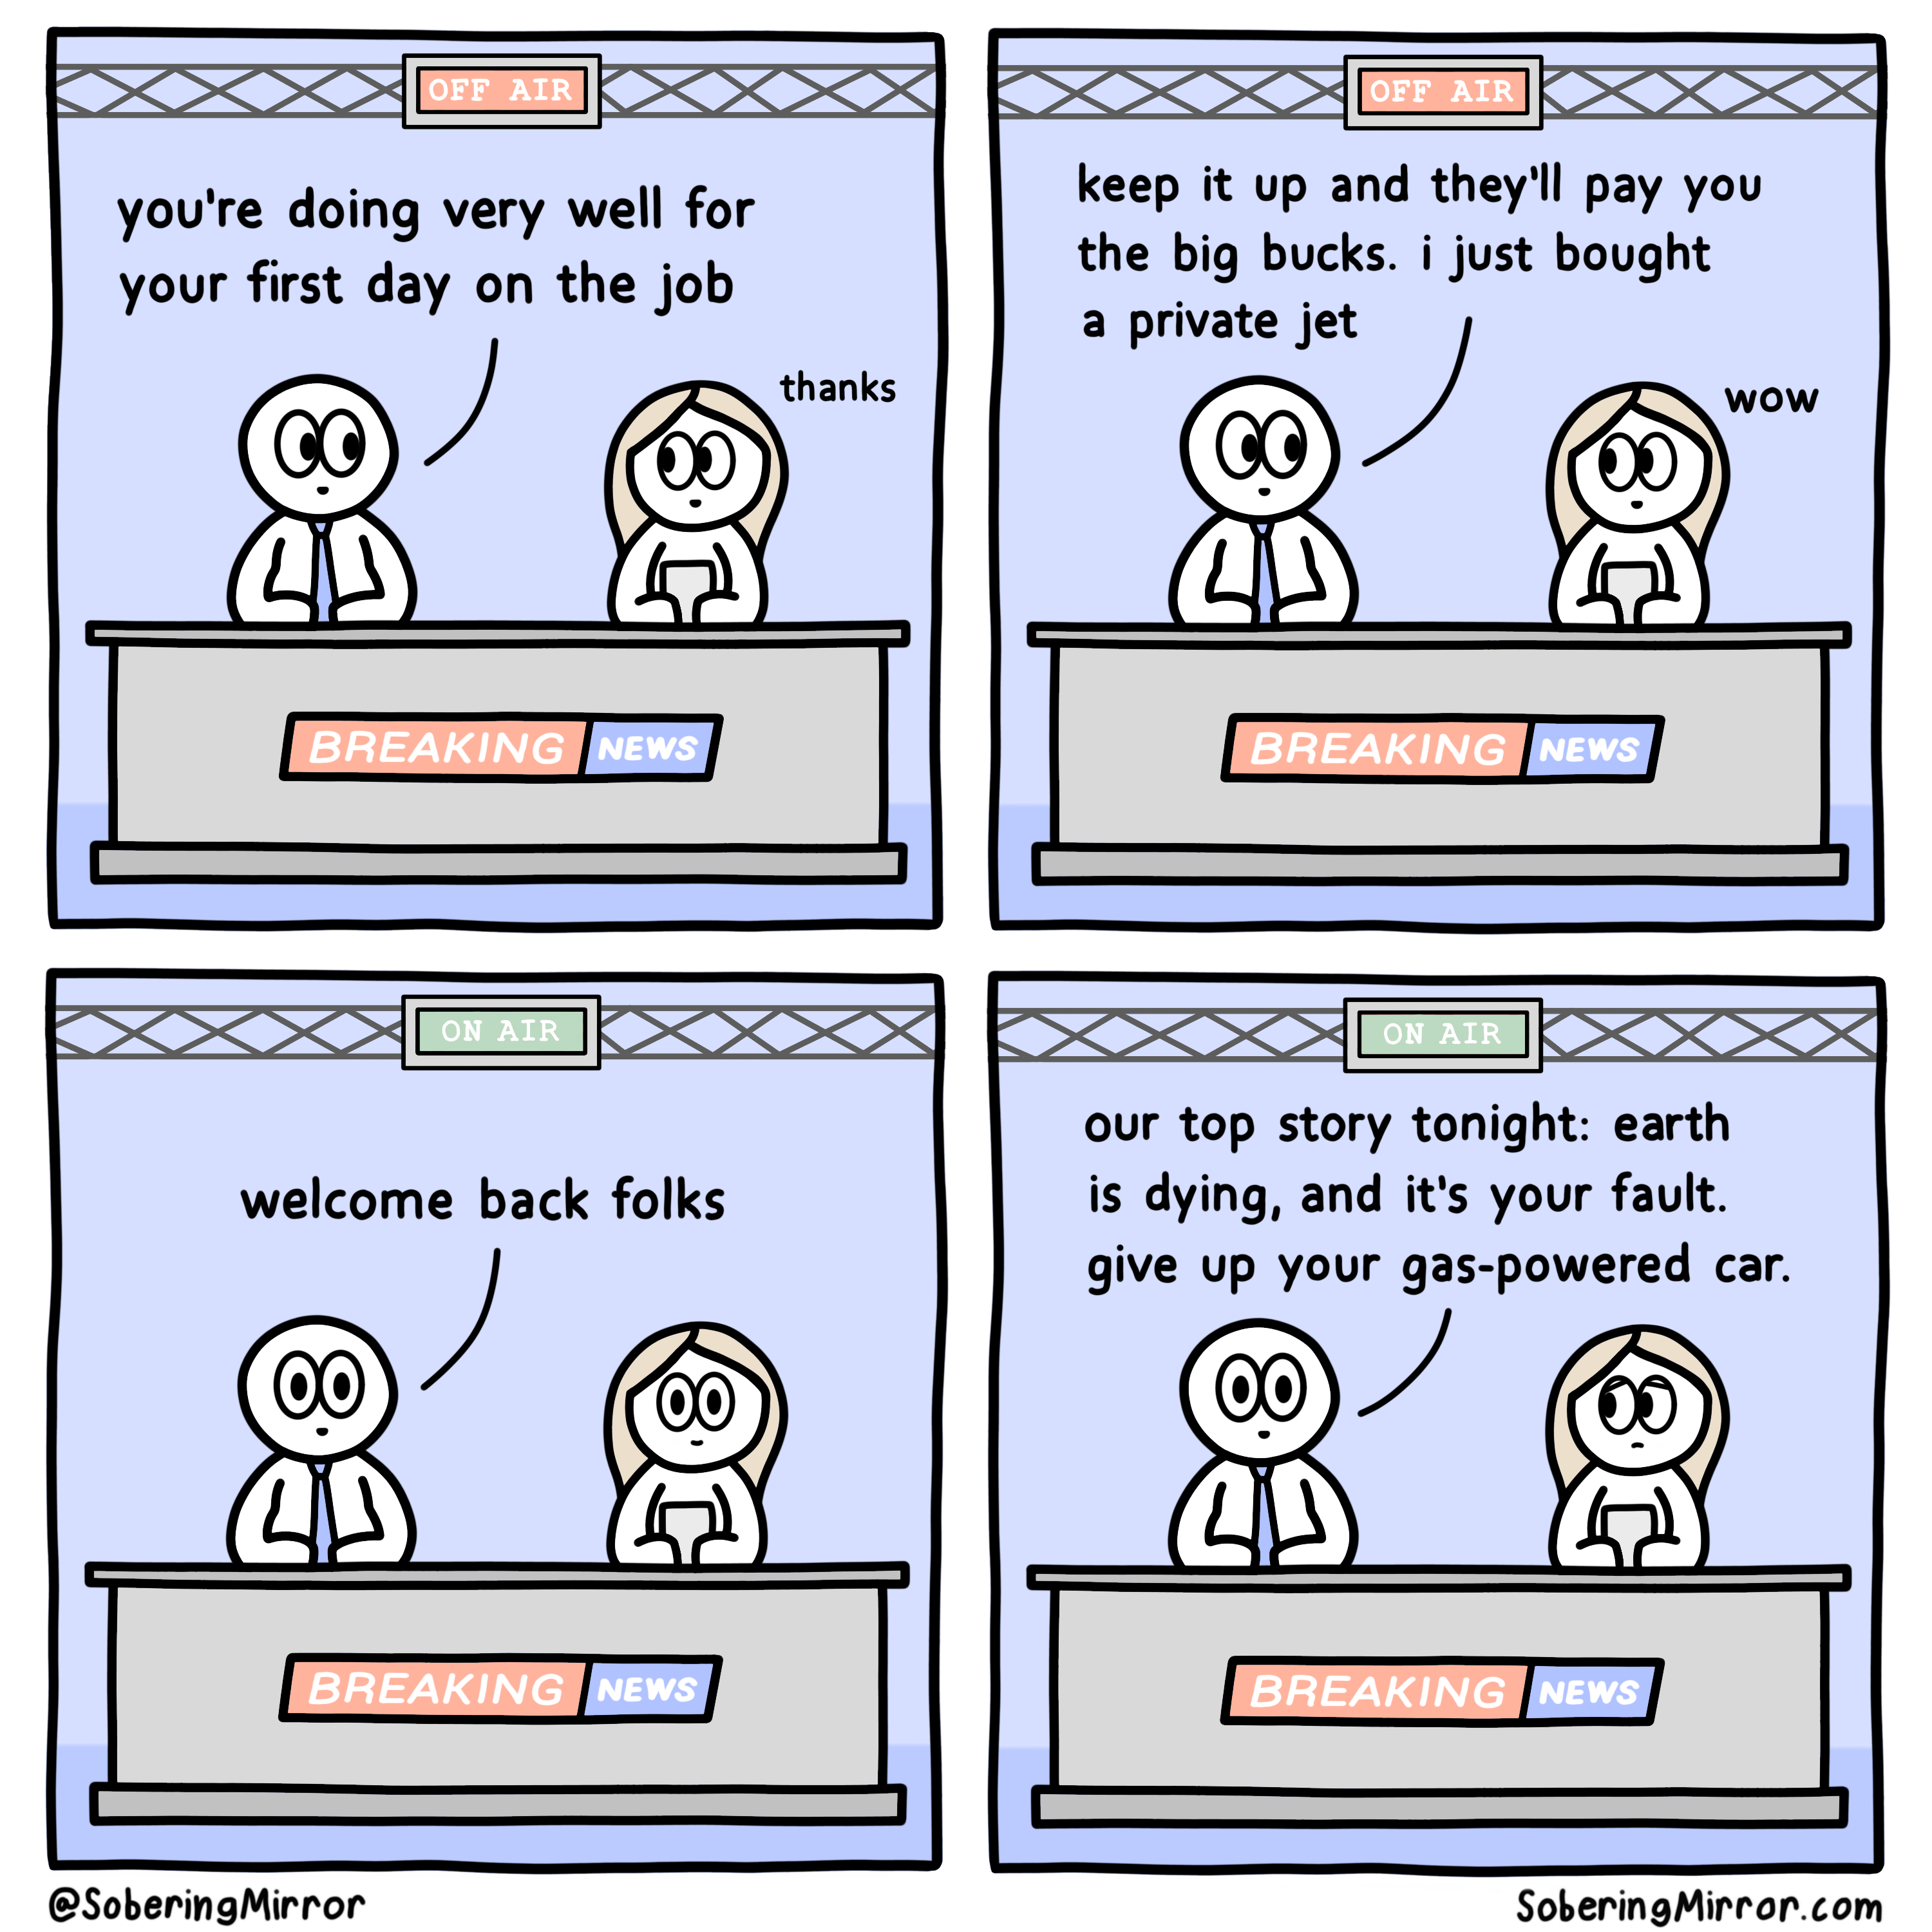 OFF AIR
you're doing very well for
your first day on the job
thanks
BREAKING NEWS
OFF AIR
keep it up and they'll pay you
the big bucks. i just bought
a private jet
wow
BREAKING NEWS
ON AIR
welcome back folks
BREAKING NEWS
ON AIR
our top story tonight: earth
is dying, and it's your fault.
give up your gas-powered car.
BREAKING NEWS
@SoberingMirror
SoberingMirror.com